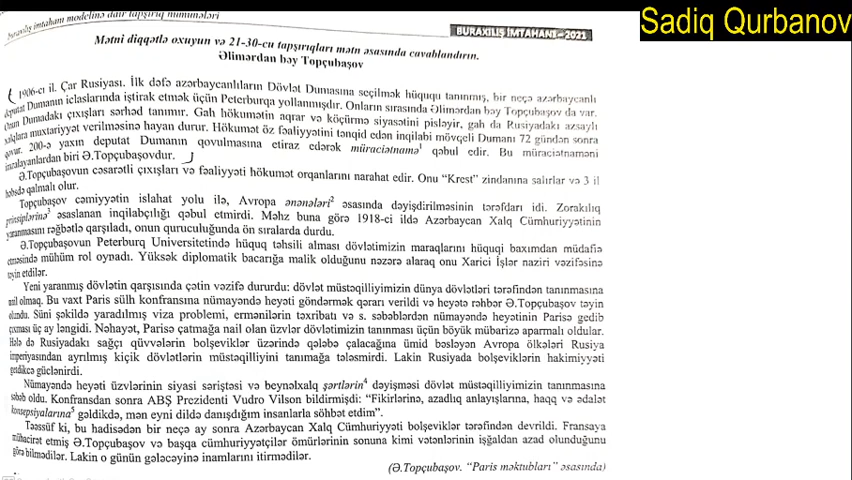 buraxılış imtahan modelinə dair tapşırıq nümunələri
BURAXILIŞ İMTAHANI – 2021
Sadiq Qurbanov
Mətni diqqətlə oxuyun və 21-30-cu tapşırıqları mətn əsasında cavablandırın.
Əlimərdan bəy Topçubaşov
1906-cı il. Çar Rusiyası. İlk dəfə azərbaycanlıların Dövlət Dumasına seçilmək hüququ tanınmış, bir neçə azərbaycanlı
deputat Dumanın iclaslarında iştirak etmək üçün Peterburqa yollanmışdır. Onların sırasında Əlimərdan bəy Topçubaşov da var.
Onun Dumadakı çıxışları sərhəd tanımır. Gah hökumətin aqrar və köçürmə siyasətini pisləyir, gah da Rusiyadakı azsaylı
xalqlara muxtariyyət verilməsinə həyan durur. Hökumət öz fəaliyyətini tənqid edən inqilabi mövqeli Dumanı 72 gündən sonra
qovur. 200-ə yaxın deputat Dumanın qovulmasına etiraz edərək müraciətnamə¹ qəbul edir. Bu müraciətnaməni
imzalayanlardan biri Ə.Topçubaşovdur.
Ə.Topçubaşovun cəsarətli çıxışları və fəaliyyəti hökumət orqanlarını narahat edir. Onu “Krest” zindanına salırlar və 3 il
həbsdə qalmalı olur.
Topçubaşov cəmiyyətin islahat yolu ilə, Avropa ənənələri² əsasında dəyişdirilməsinin tərəfdarı idi. Zorakılıq
prinsiplərinə³ əsaslanan inqilabçılığı qəbul etmirdi. Məhz buna görə 1918-ci ildə Azərbaycan Xalq Cümhuriyyətinin
yaranmasını rəğbətlə qarşıladı, onun quruculuğunda ön sıralarda durdu.
Ə.Topçubaşovun Peterburq Universitetində hüquq təhsili alması dövlətimizin maraqlarını hüquqi baxımdan müdafiə
etməsində mühüm rol oynadı. Yüksək diplomatik bacarığa malik olduğunu nəzərə alaraq onu Xarici İşlər naziri vəzifəsinə
təyin etdilər.
Yeni yaranmış dövlətin qarşısında çətin vəzifə dururdu: dövlət müstəqilliyimizin dünya dövlətləri tərəfindən tanınmasına
nail olmaq. Bu vaxt Paris sülh konfransına nümayəndə heyəti göndərmək qərarı verildi və heyətə rəhbər Ə.Topçubaşov təyin
olundu. Süni şəkildə yaradılmış viza problemi, ermənilərin təxribatı və s. səbəblərdən nümayəndə heyətinin Parisə gedib
çıxması üç ay ləngidi. Nəhayət, Parisə çatmağa nail olan üzvlər dövlətimizin tanınması üçün böyük mübarizə aparmalı oldular.
Hələ də Rusiyadakı sağçı qüvvələrin bolşeviklər üzərində qələbə çalacağına ümid bəsləyən Avropa ölkələri Rusiya
imperiyasından ayrılmış kiçik dövlətlərin müstəqilliyini tanımağa tələsmirdi. Lakin Rusiyada bolşeviklərin hakimiyyəti
getdikcə güclənirdi.
Nümayəndə heyəti üzvlərinin siyasi səriştəsi və beynəlxalq şərtlərin⁴ dəyişməsi dövlət müstəqilliyimizin tanınmasına
səbəb oldu. Konfransdan sonra ABŞ Prezidenti Vudro Vilson bildirmişdi: “Fikirlərinə, azadlıq anlayışlarına, haqq və ədalət
konsepsiyalarına⁵ gəldikdə, mən eyni dildə danışdığım insanlarla söhbət etdim”.
Təəssüf ki, bu hadisədən bir neçə ay sonra Azərbaycan Xalq Cümhuriyyəti bolşeviklər tərəfindən devrildi. Fransaya
mühacirət etmiş Ə.Topçubaşov və başqa cümhuriyyətçilər ömürlərinin sonuna kimi vətənlərinin işğaldan azad olunduğunu
görə bilmədilər. Lakin o günün gələcəyinə inamlarını itirmədilər.
(Ə.Topçubaşov. “Paris məktubları” əsasında)